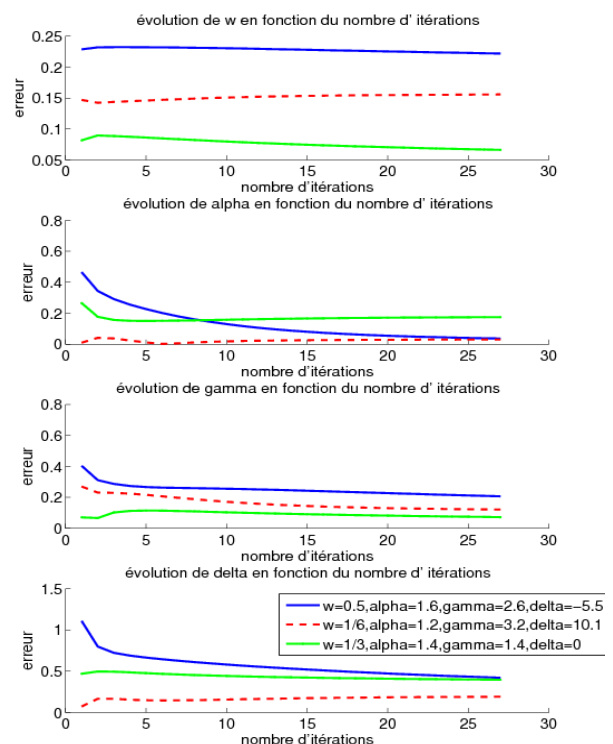 évolution de w en fonction du nombre d' itérations
0.25
0.2
0.15
0.1
0.05
erreur
0 5 10 15 20 25 30
nombre d'itérations
évolution de alpha en fonction du nombre d' itérations
0.8
0.6
0.4
0.2
0
erreur
0 5 10 15 20 25 30
nombre d'itérations
évolution de gamma en fonction du nombre d' itérations
0.8
0.6
0.4
0.2
0
erreur
0 5 10 15 20 25 30
nombre d'itérations
évolution de delta en fonction du nombre d' itérations
1.5
1
0.5
0
erreur
w=0.5,alpha=1.6,gamma=2.6,delta=−5.5
w=1/6,alpha=1.2,gamma=3.2,delta=10.1
w=1/3,alpha=1.4,gamma=1.4,delta=0
0 5 10 15 20 25 30
nombre d'itérations